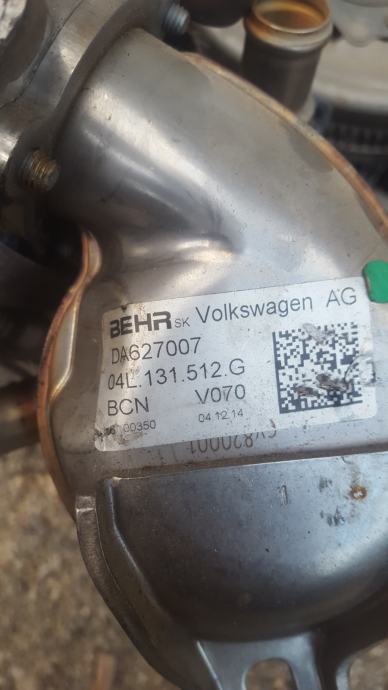 BEHR SK Volkswagen AG
DA627007
04L.131.512.G
BCN V070
00350 04.12.14